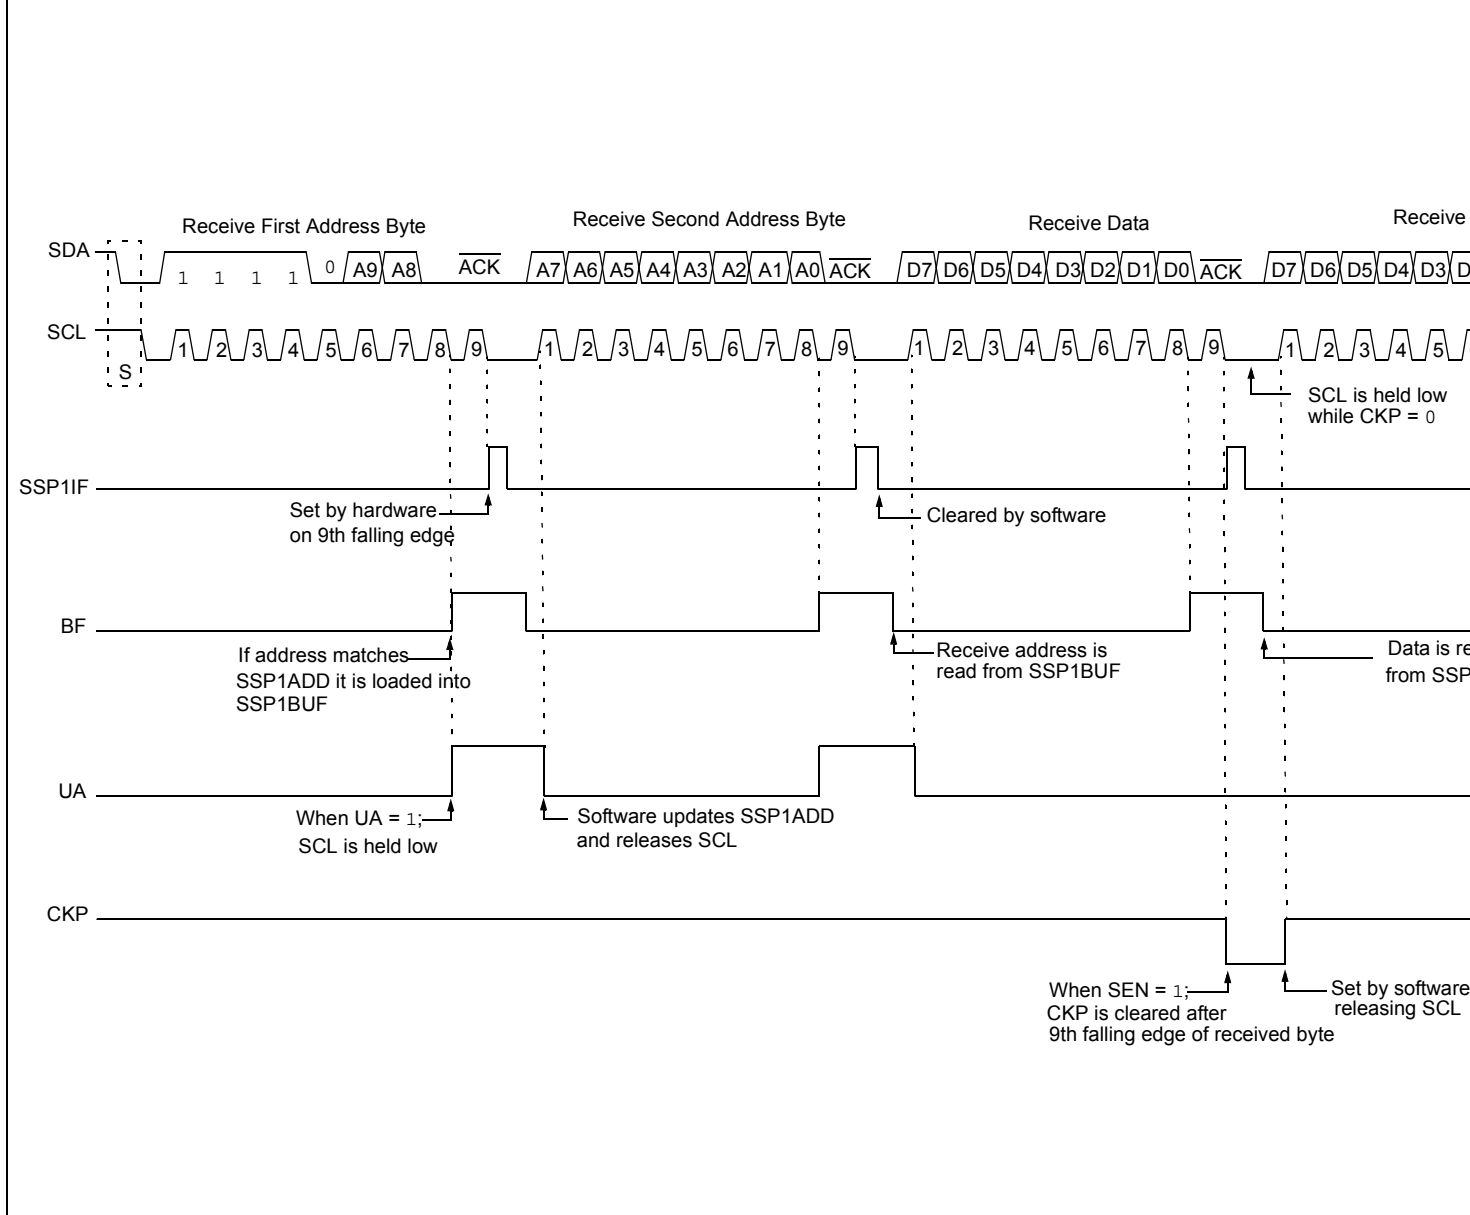 Receive First Address Byte
Receive Second Address Byte
Receive Data
Receive
SDA
1 1 1 1 0 A9 A8 ACK A7 A6 A5 A4 A3 A2 A1 A0 ACK D7 D6 D5 D4 D3 D2 D1 D0 ACK D7 D6 D5 D4 D3 D
SCL
1 2 3 4 5 6 7 8 9 1 2 3 4 5 6 7 8 9 1 2 3 4 5 6 7 8 9 1 2 3 4 5
S
SCL is held low
while CKP = 0
SSP1IF
Set by hardware
on 9th falling edge
Cleared by software
BF
If address matches
SSP1ADD it is loaded into
SSP1BUF
Receive address is
read from SSP1BUF
Data is re
from SSP
UA
When UA = 1;
SCL is held low
Software updates SSP1ADD
and releases SCL
CKP
When SEN = 1;
CKP is cleared after
9th falling edge of received byte
Set by software
releasing SCL